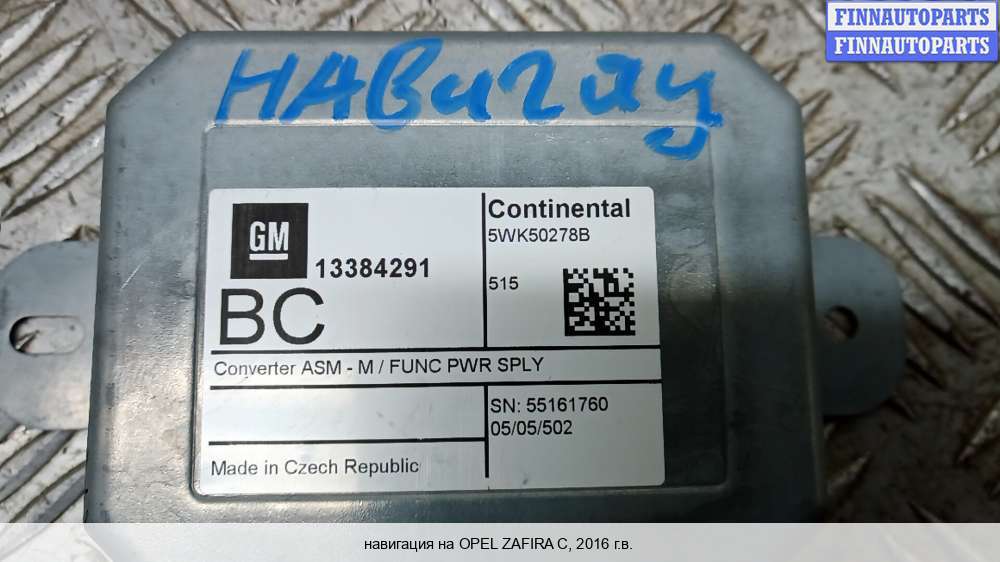 FINNAUTOPARTS
FINNAUTOPARTS
НАвигац
GM
13384291
BC
Continental
5WK50278B
515
Converter ASM - M / FUNC PWR SPLY
SN: 55161760
05/05/502
Made in Czech Republic
навигация на OPEL ZAFIRA C, 2016 г.в.